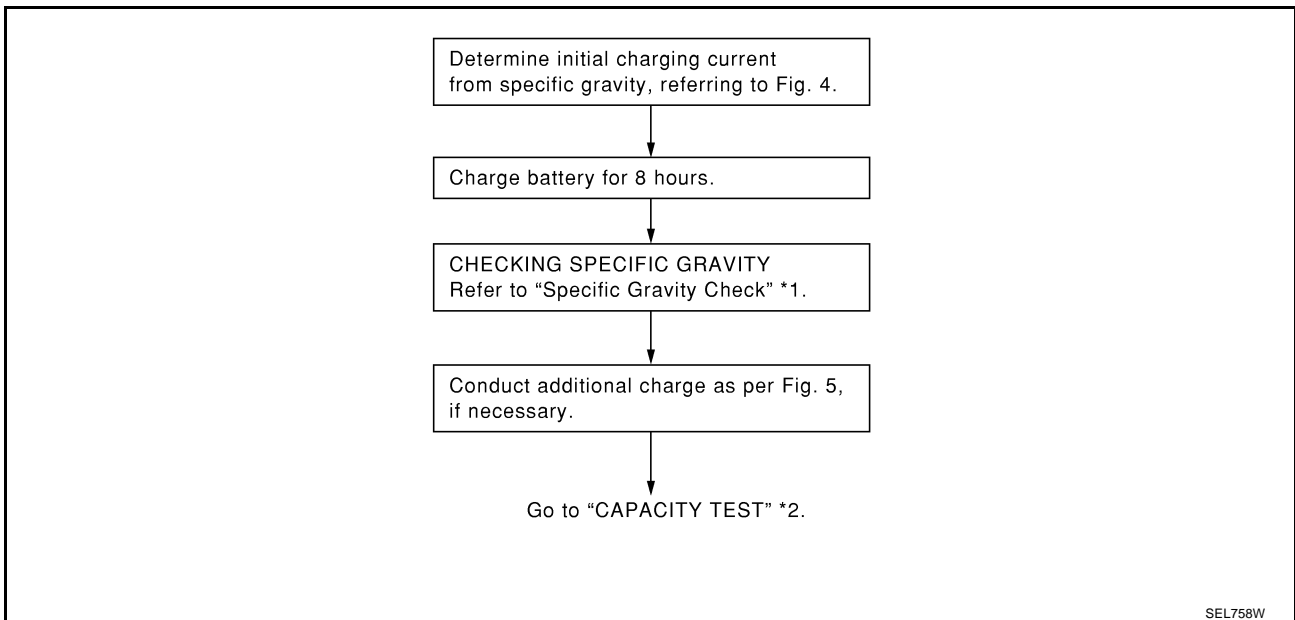 Determine initial charging current
from specific gravity, referring to Fig. 4.
Charge battery for 8 hours.
CHECKING SPECIFIC GRAVITY
Refer to “Specific Gravity Check” *1.
Conduct additional charge as per Fig. 5,
if necessary.
Go to “CAPACITY TEST” *2.
SEL758W